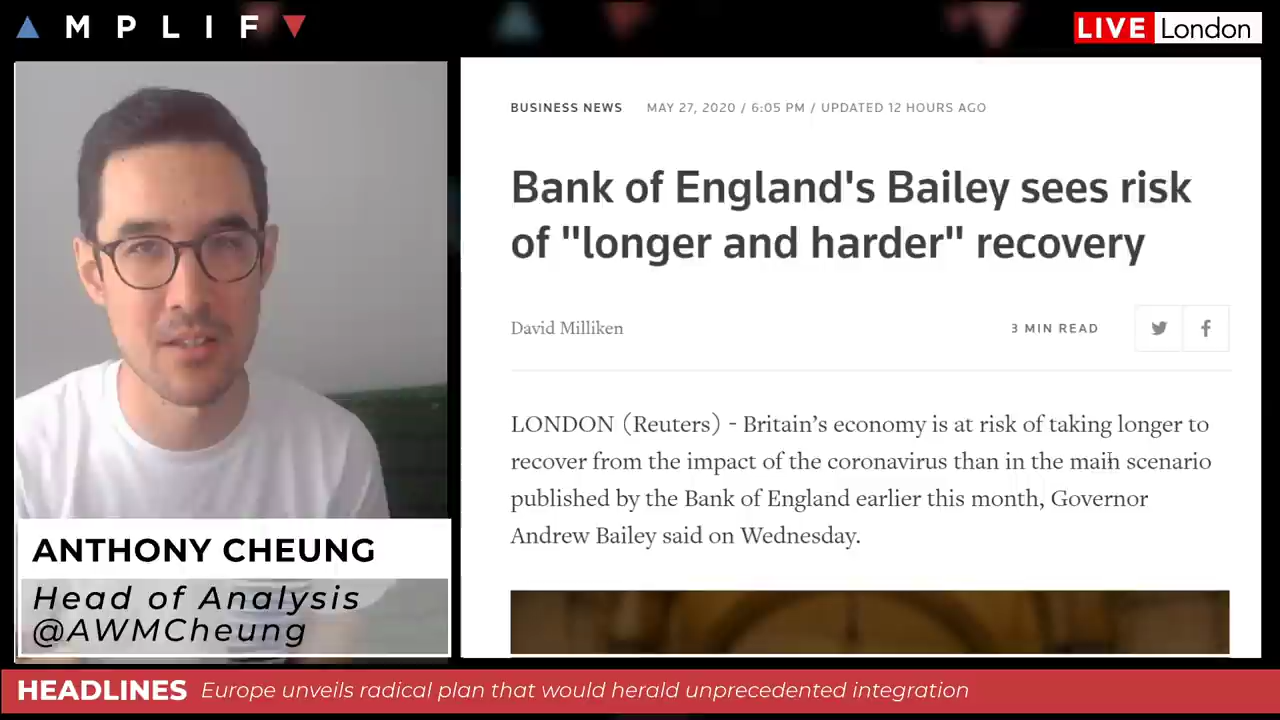 ▲MPLIF▼
LIVE London
BUSINESS NEWS MAY 27, 2020 / 6:05 PM / UPDATED 12 HOURS AGO
Bank of England's Bailey sees risk
of "longer and harder" recovery
David Milliken
3 MIN READ
LONDON (Reuters) - Britain’s economy is at risk of taking longer to
recover from the impact of the coronavirus than in the main scenario
published by the Bank of England earlier this month, Governor
Andrew Bailey said on Wednesday.
ANTHONY CHEUNG
Head of Analysis
@AWMCheung
HEADLINES Europe unveils radical plan that would herald unprecedented integration